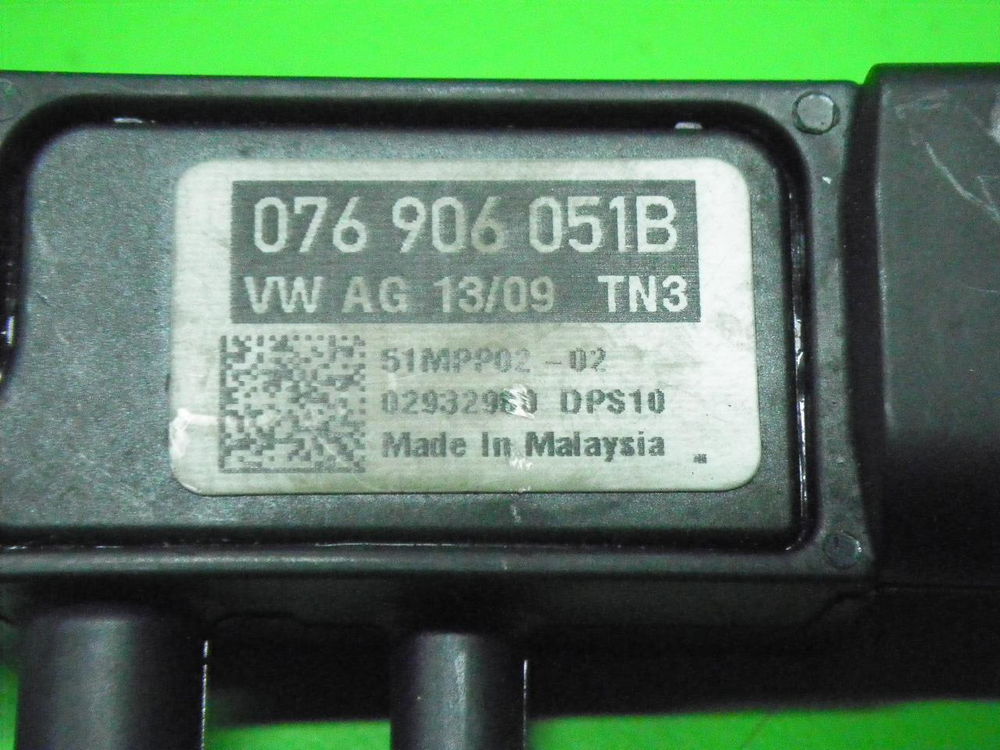 076 906 051B
VW AG 13/09 TN3
51MPP02-02
DPS10
Made In Malaysia